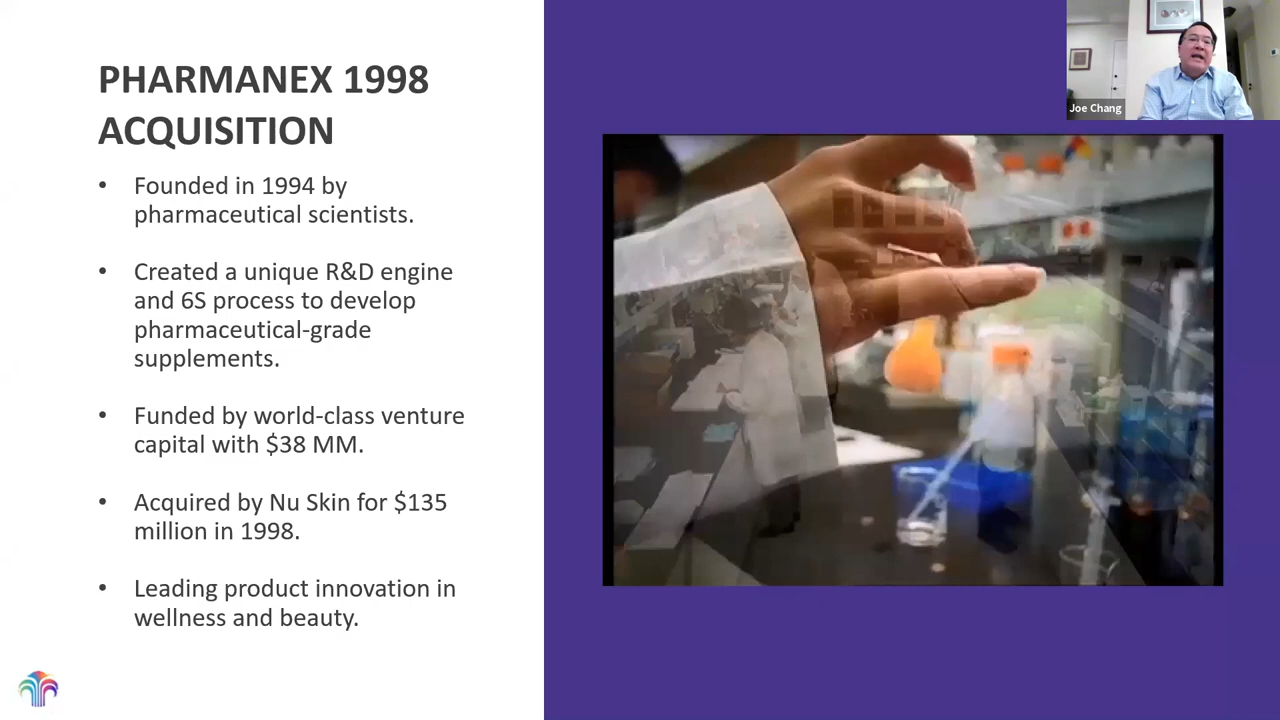 PHARMANEX 1998
ACQUISITION
• Founded in 1994 by
pharmaceutical scientists.
• Created a unique R&D engine
and 6S process to develop
pharmaceutical-grade
supplements.
• Funded by world-class venture
capital with $38 MM.
• Acquired by Nu Skin for $135
million in 1998.
• Leading product innovation in
wellness and beauty.
Joe Chang